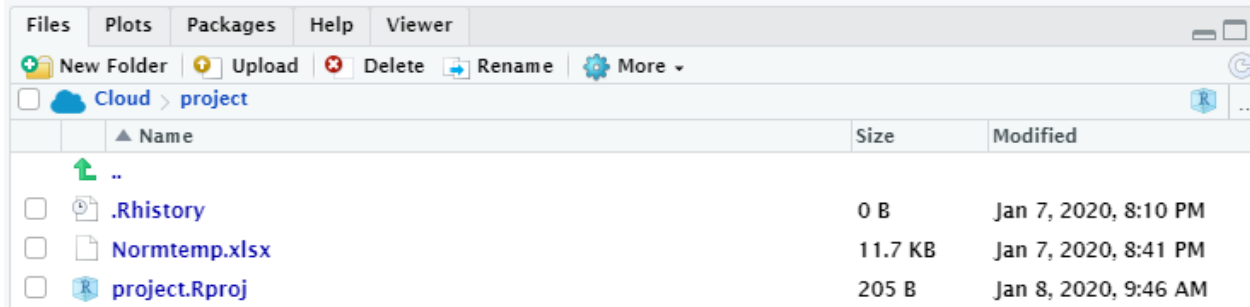 Files Plots Packages Help Viewer
New Folder Upload Delete Rename More
Cloud > project R ..
Name Size Modified
..
.Rhistory 0 B Jan 7, 2020, 8:10 PM
Normtemp.xlsx 11.7 KB Jan 7, 2020, 8:41 PM
R project.Rproj 205 B Jan 8, 2020, 9:46 AM